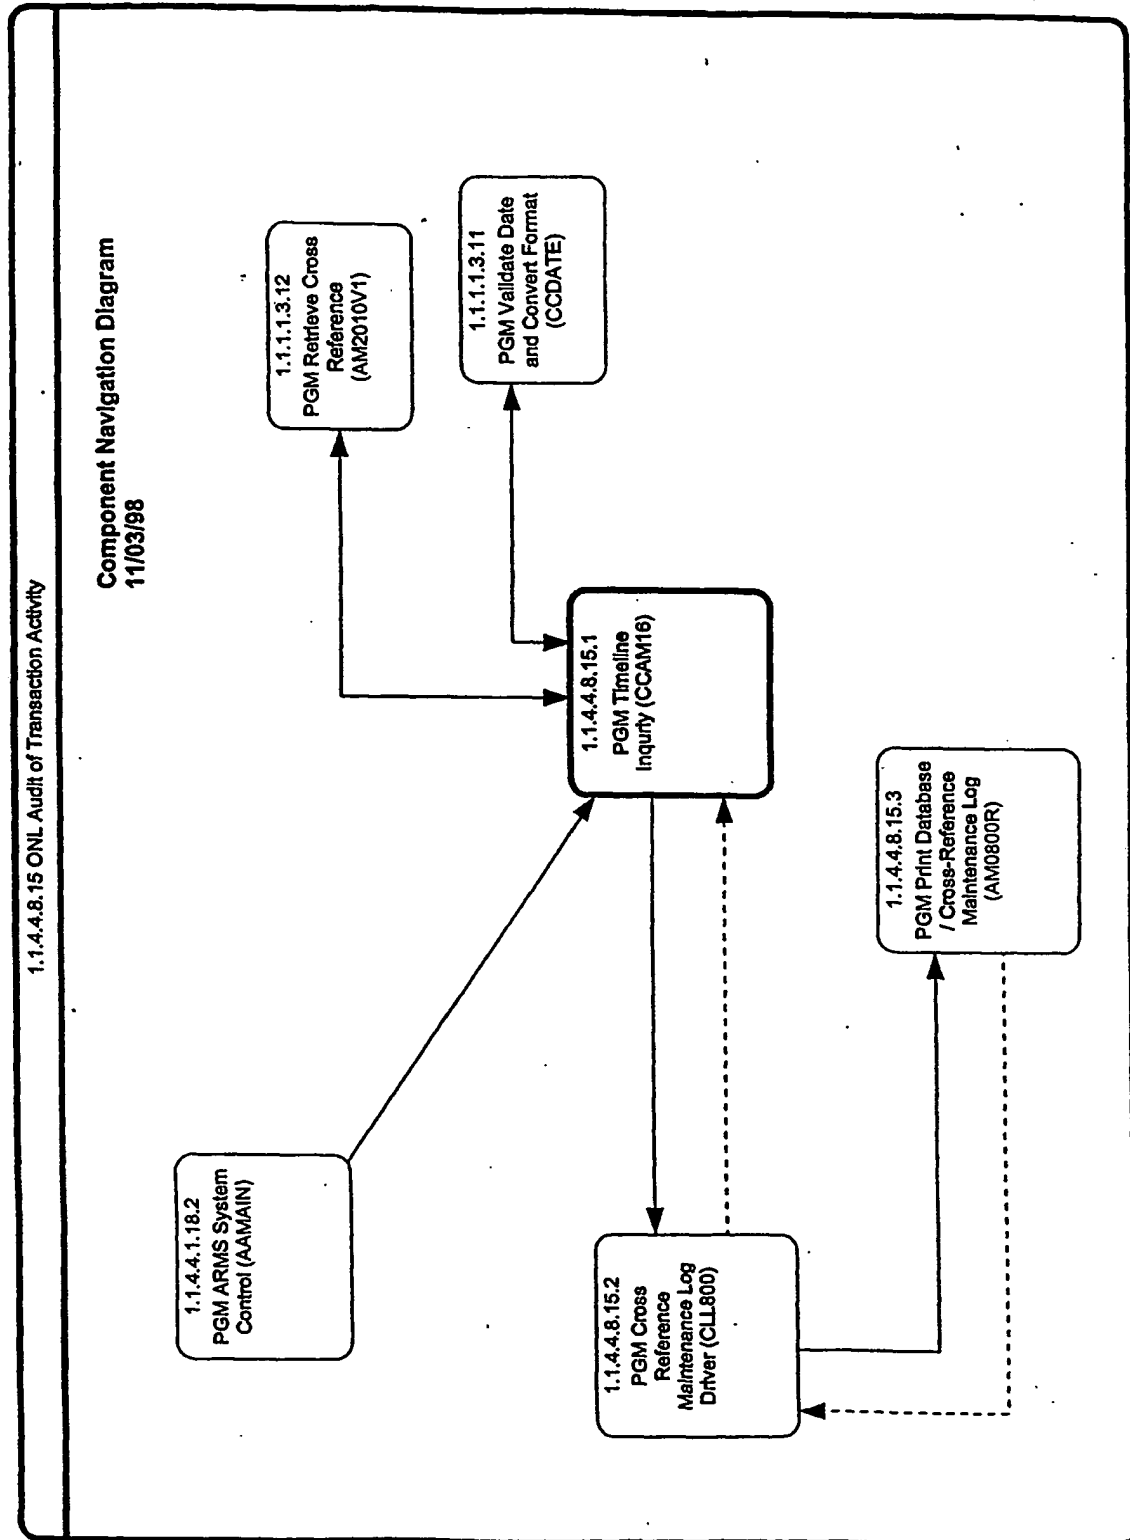 1.1.4.4.8.15 ONL Audit of Transaction Activity
Component Navigation Diagram
11/03/98
1.1.4.4.1.18.2
PGM ARMS System
Control (AAMAIN)
1.1.1.1.3.12
PGM Retrieve Cross
Reference
(AM2010V1)
1.1.1.1.3.11
PGM Validate Date
and Convert Format
(CCDATE)
1.1.4.4.8.15.1
PGM Timeline
Inqurty (CCAM16)
1.1.4.4.8.15.2
PGM Cross
Reference
Maintenance Log
Driver (CLL800)
1.1.4.4.8.15.3
PGM Print Database
/ Cross-Reference
Maintenance Log
(AM0800R)